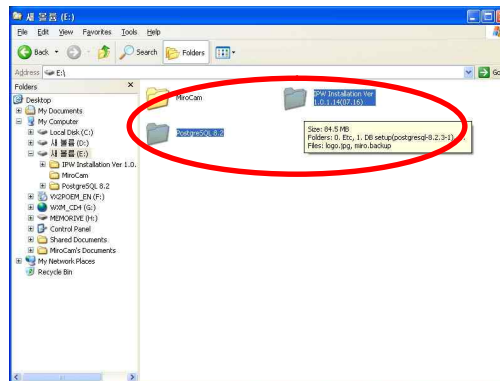 새 볼륨 (E:)
File Edit View Favorites Tools Help
Back Search Folders
Address E:\ Go
Folders
Desktop
My Documents
My Computer
Local Disk (C:)
새 볼륨 (D:)
새 볼륨 (E:)
IPW Installation Ver 1.0.
MiroCam
PostgreSQL 8.2
VX2POEM_EN (F:)
WXM_CD4 (G:)
MEMORIVE (H:)
Control Panel
Shared Documents
MiroCam's Documents
My Network Places
Recycle Bin
MiroCam
IPW Installation Ver
1.0.1.14(07.16)
PostgreSQL 8.2
Size: 84.5 MB
Folders: 0. Etc, 1. DB setup(postgresql-8.2.3-1), ...
Files: logo.jpg, miro.backup